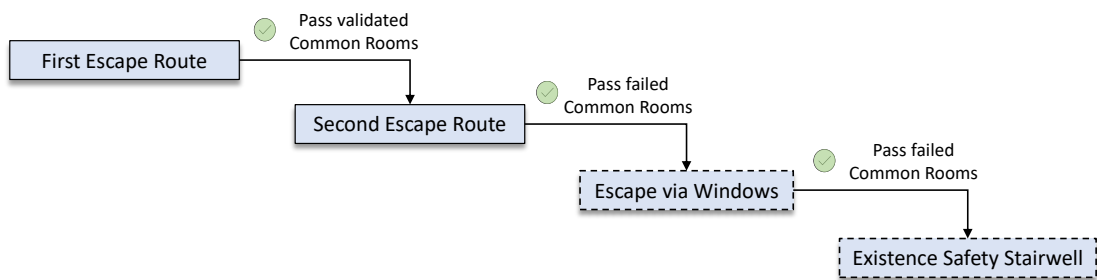 Pass validated
Common Rooms
First Escape Route
Pass failed
Common Rooms
Second Escape Route
Pass failed
Common Rooms
Escape via Windows
Existence Safety Stairwell